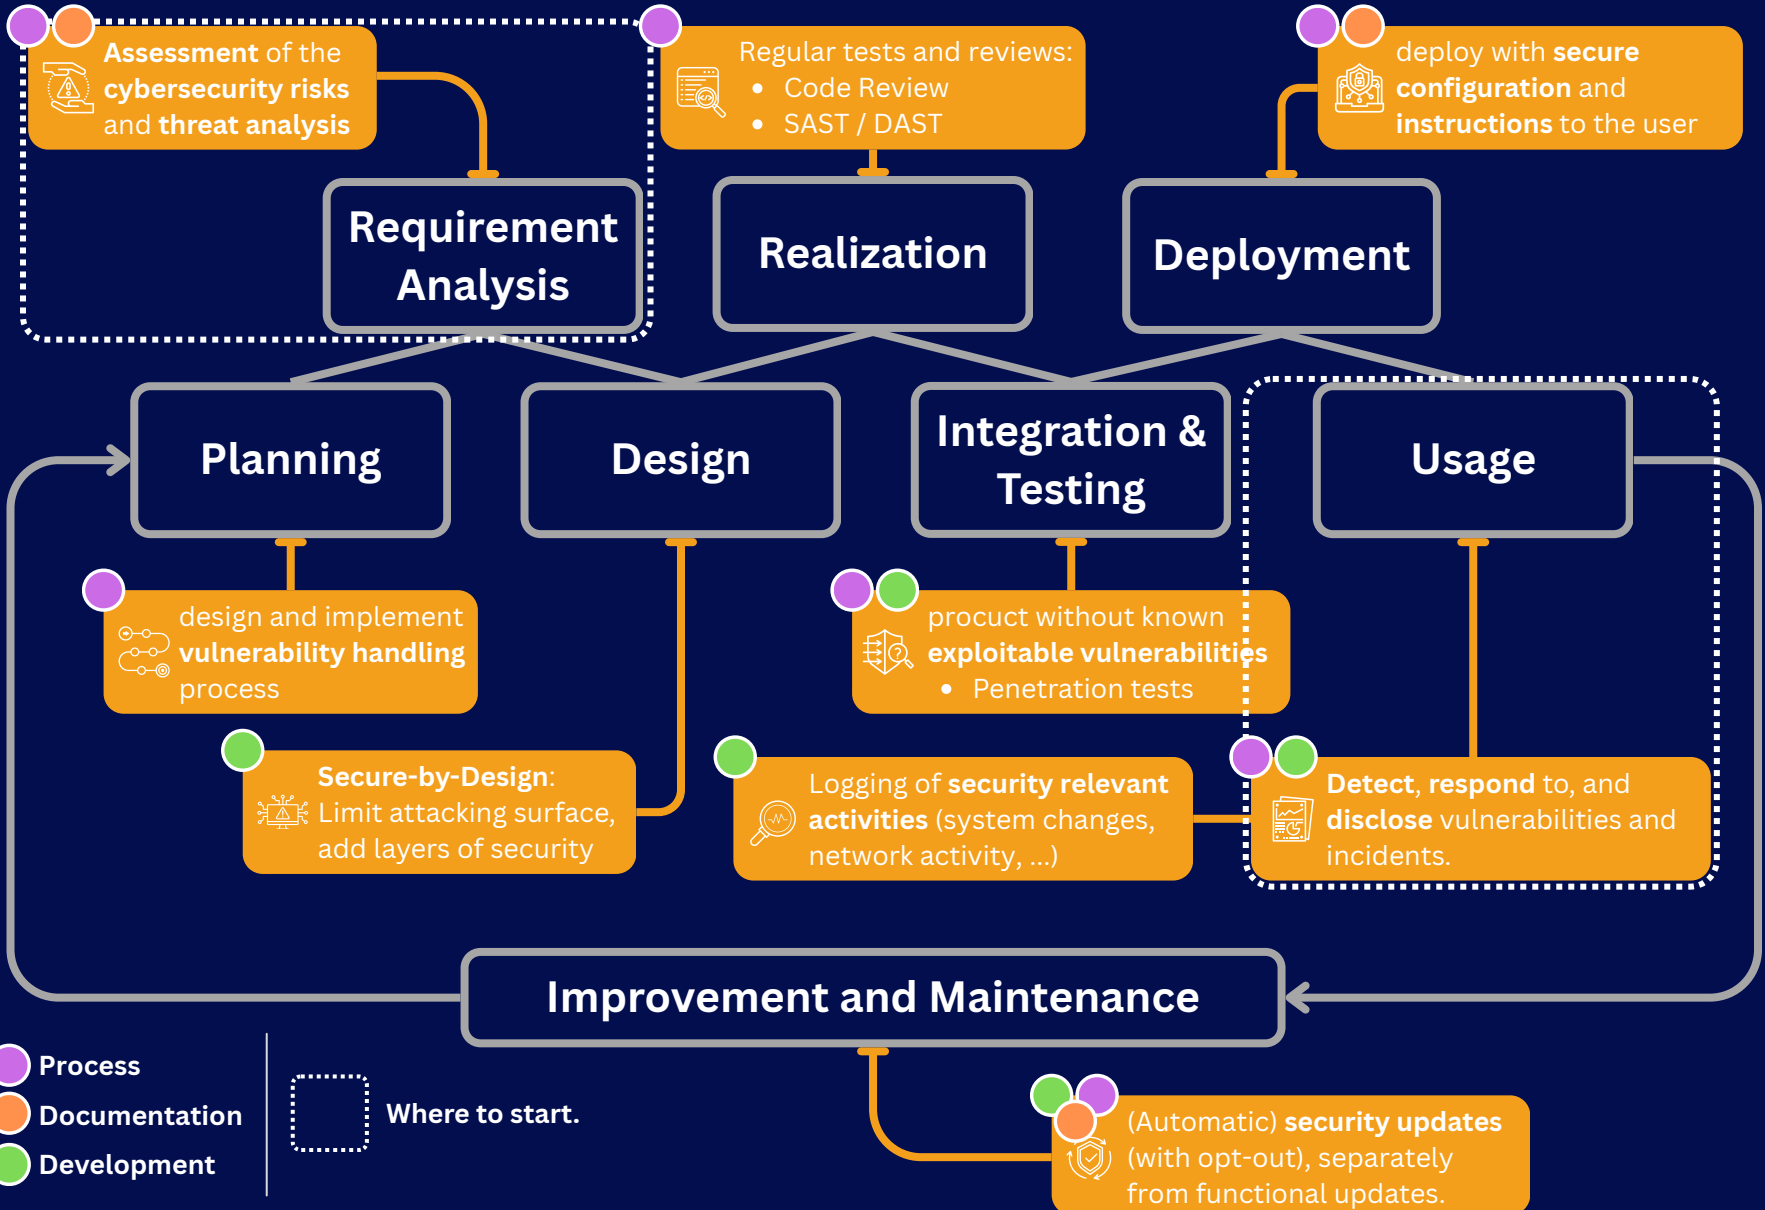 Assessment of the
cybersecurity risks
and threat analysis
Regular tests and reviews:
• Code Review
• SAST / DAST
deploy with secure
configuration and
instructions to the user
Requirement
Analysis
Realization
Deployment
Planning
Design
Integration &
Testing
Usage
design and implement
vulnerability handling
process
procuct without known
exploitable vulnerabilities
• Penetration tests
Secure-by-Design:
Limit attacking surface,
add layers of security
Logging of security relevant
activities (system changes,
network activity, ...)
Detect, respond to, and
disclose vulnerabilities and
incidents.
Improvement and Maintenance
Process
Documentation
Development
Where to start.
(Automatic) security updates
(with opt-out), separately
from functional updates.